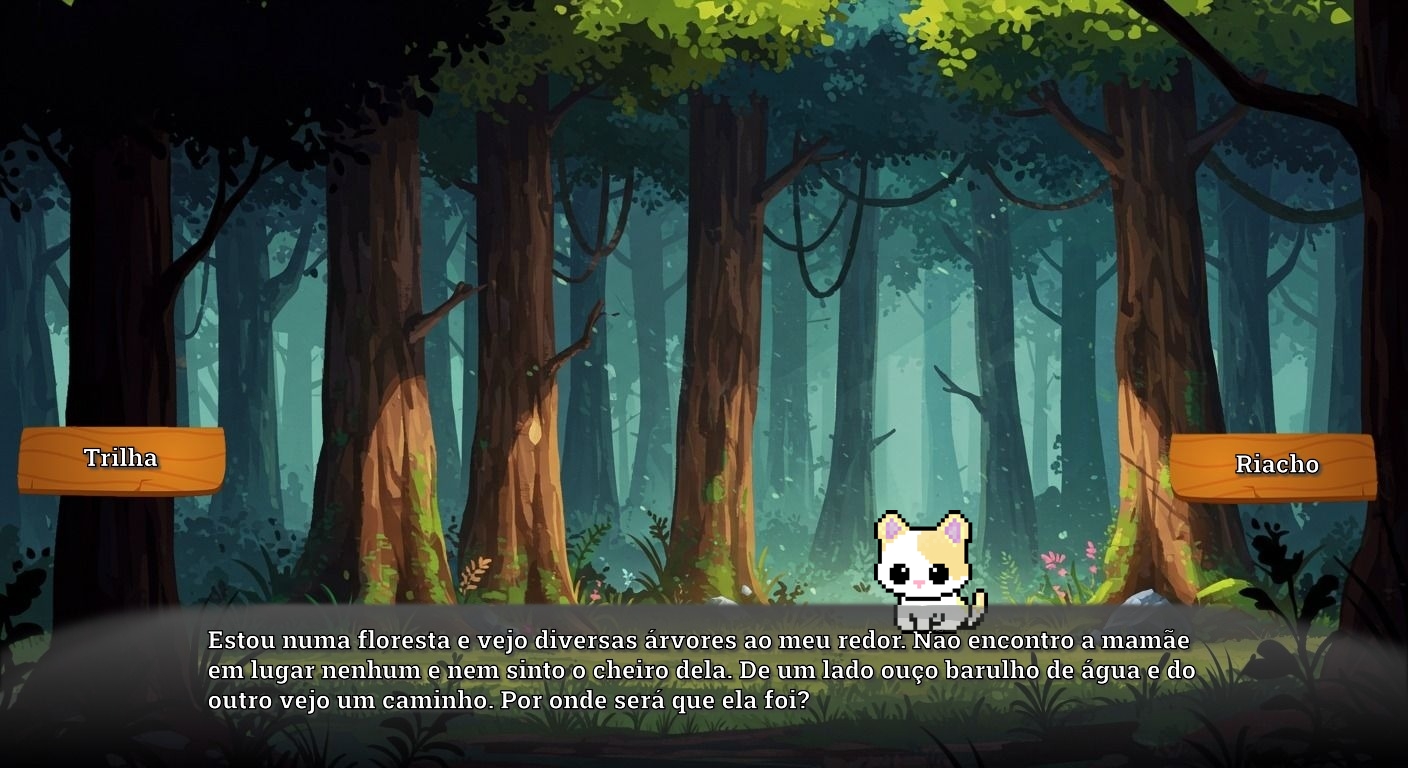 Trilha
Riacho
Estou numa floresta e vejo diversas árvores ao meu redor. Não encontro a mamãe
em lugar nenhum e nem sinto o cheiro dela. De um lado ouço barulho de água e do
outro vejo um caminho. Por onde será que ela foi?